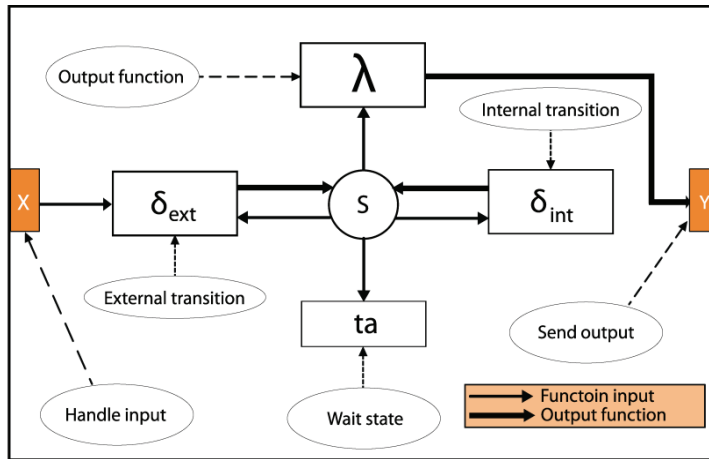 Output function
λ
Internal transition
X
δext
S
δint
Y
External transition
ta
Send output
Handle input
Wait state
Functoin input
Output function